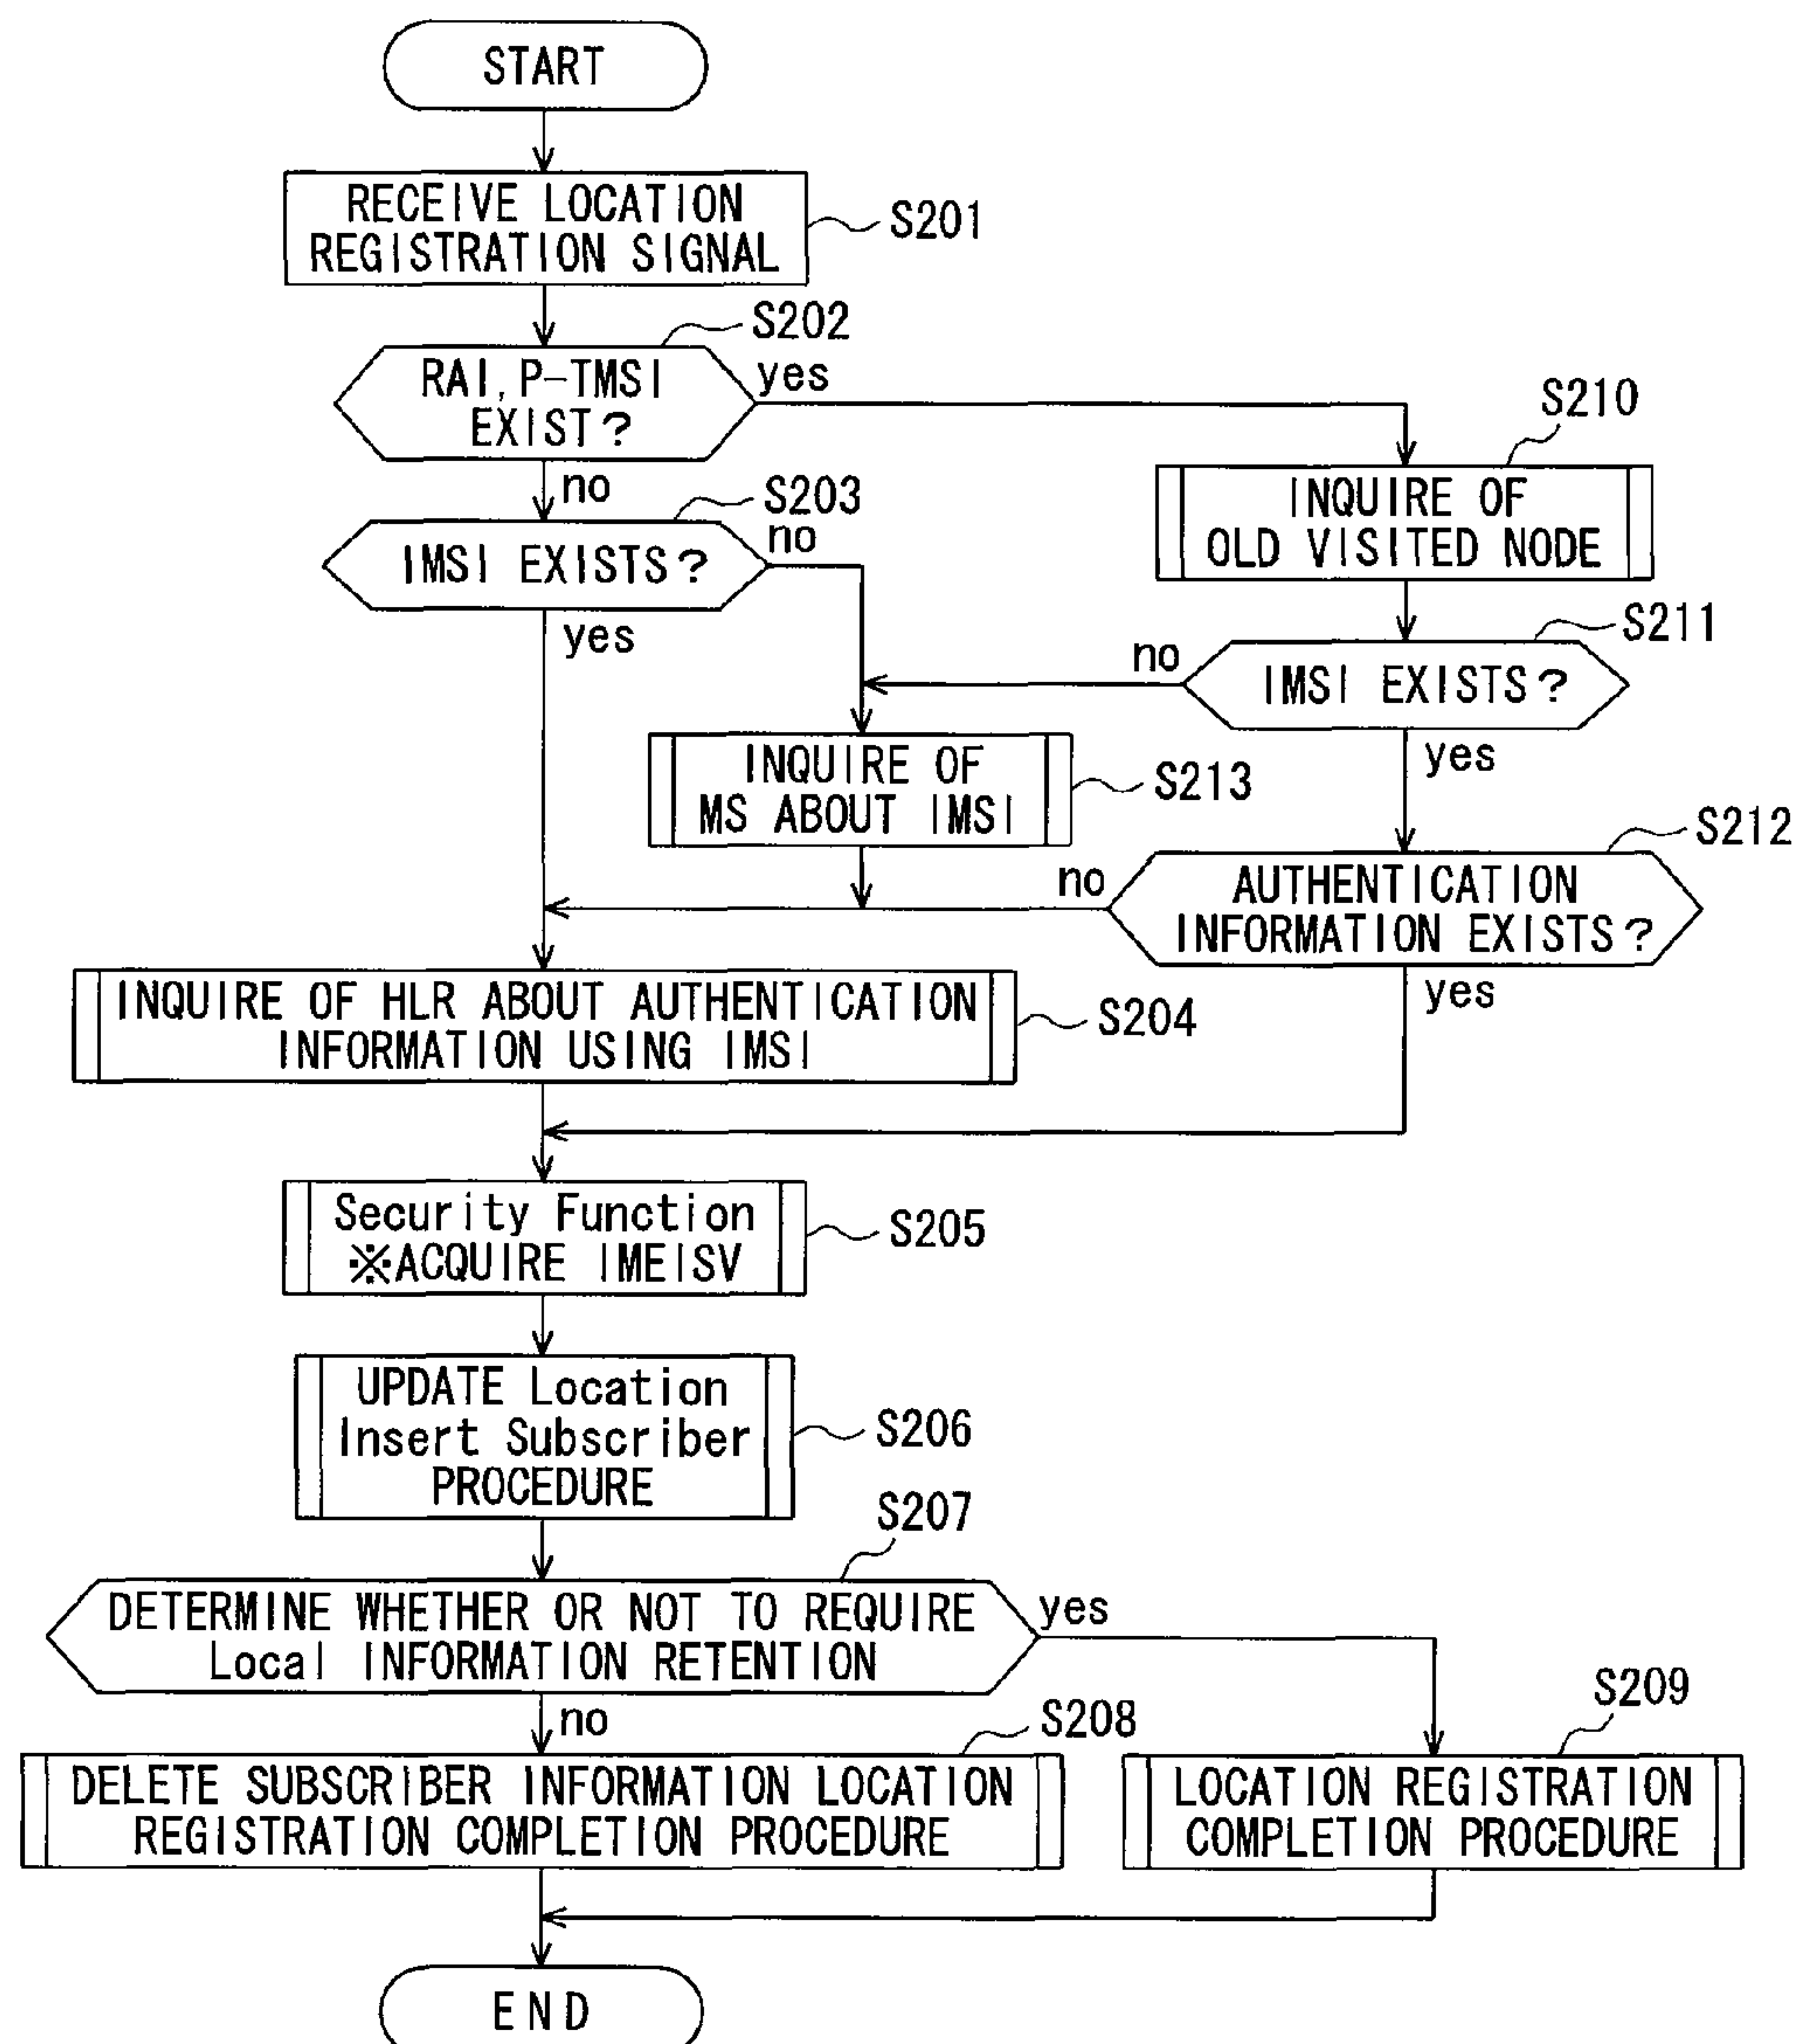 START
RECEIVE LOCATION
REGISTRATION SIGNAL
S201
S202
RAI, P-TMSI
EXIST?
yes
no
S210
INQUIRE OF
OLD VISITED NODE
S203
IMSI EXISTS?
no
yes
S211
IMSI EXISTS?
no
yes
INQUIRE OF
MS ABOUT IMSI
S213
S212
AUTHENTICATION
INFORMATION EXISTS?
no
yes
INQUIRE OF HLR ABOUT AUTHENTICATION
INFORMATION USING IMSI
S204
Security Function
※ACQUIRE IMEISV
S205
UPDATE Location
Insert Subscriber
PROCEDURE
S206
S207
DETERMINE WHETHER OR NOT TO REQUIRE
Local INFORMATION RETENTION
yes
no
S208
DELETE SUBSCRIBER INFORMATION LOCATION
REGISTRATION COMPLETION PROCEDURE
S209
LOCATION REGISTRATION
COMPLETION PROCEDURE
END